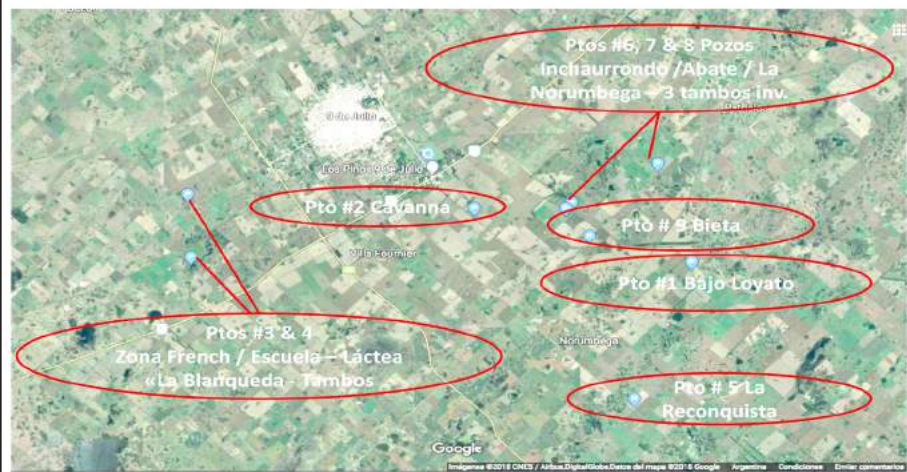 Ptos #6, 7 & 8 Pozos
Inchaurrondo /Abate / La
Norumbega – 3 tambos inv.
9 de Julio
Los Pinos 9 de Julio
Pto #2 Cavanna
Pto # 9 Bieta
Villa Fournier
Pto #1 Bajo Loyato
Ptos #3 & 4
Zona French / Escuela – Láctea
«La Blanqueda - Tambos
Norumbega
Pto # 5 La
Reconquista
Google
Imágenes ©2018 CNES / Airbus,DigitalGlobe,Datos del mapa ©2018 Google Argentina Condiciones Enviar comentarios